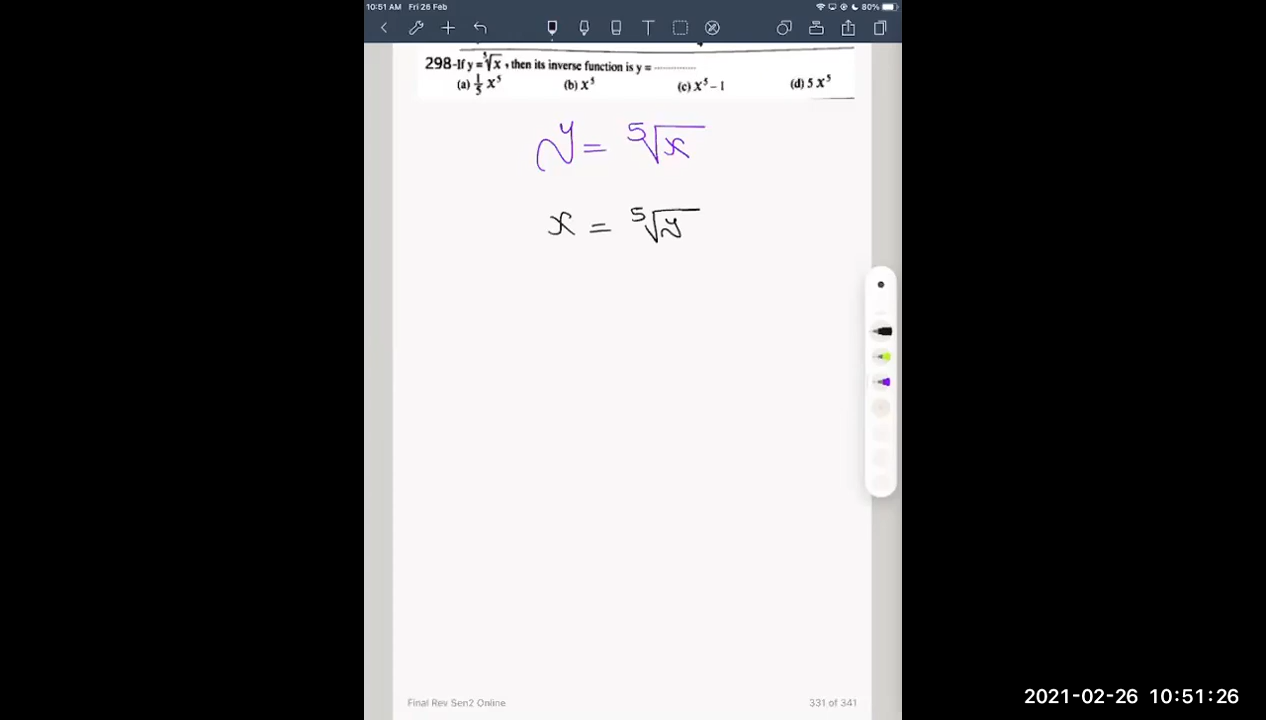 10:51 AM Fri 26 Feb 80%
298-If y = ⁵√x , then its inverse function is y = ............
(a) 1/5 x⁵ (b) x⁵ (c) x⁵ – 1 (d) 5 x⁵
y = ⁵√x
x = ⁵√y
Final Rev Sen2 Online 331 of 341
2021-02-26 10:51:26